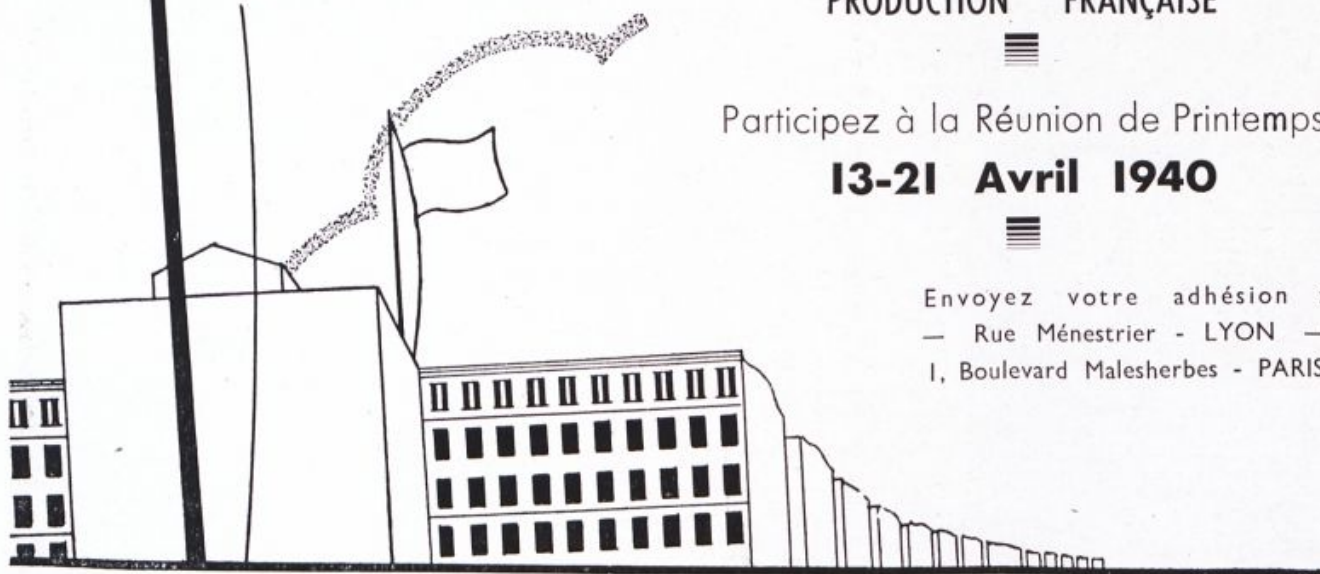 PRODUCTION FRANÇAISE
Participez à la Réunion de Printemps
13-21 Avril 1940
Envoyez votre adhésion :
— Rue Ménestrier - LYON —
1, Boulevard Malesherbes - PARIS